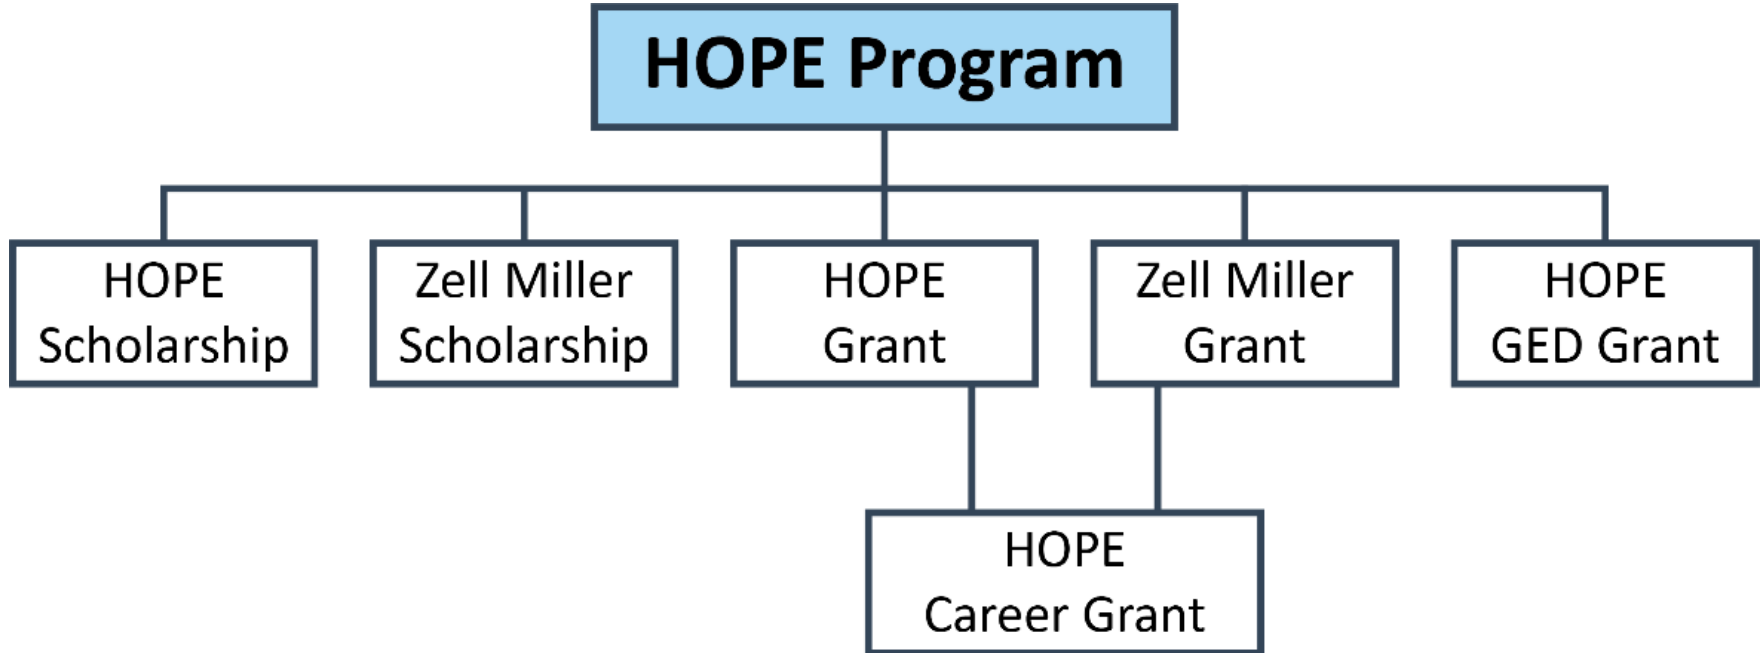 HOPE Program
HOPE
Scholarship
Zell Miller
Scholarship
HOPE
Grant
Zell Miller
Grant
HOPE
GED Grant
HOPE
Career Grant